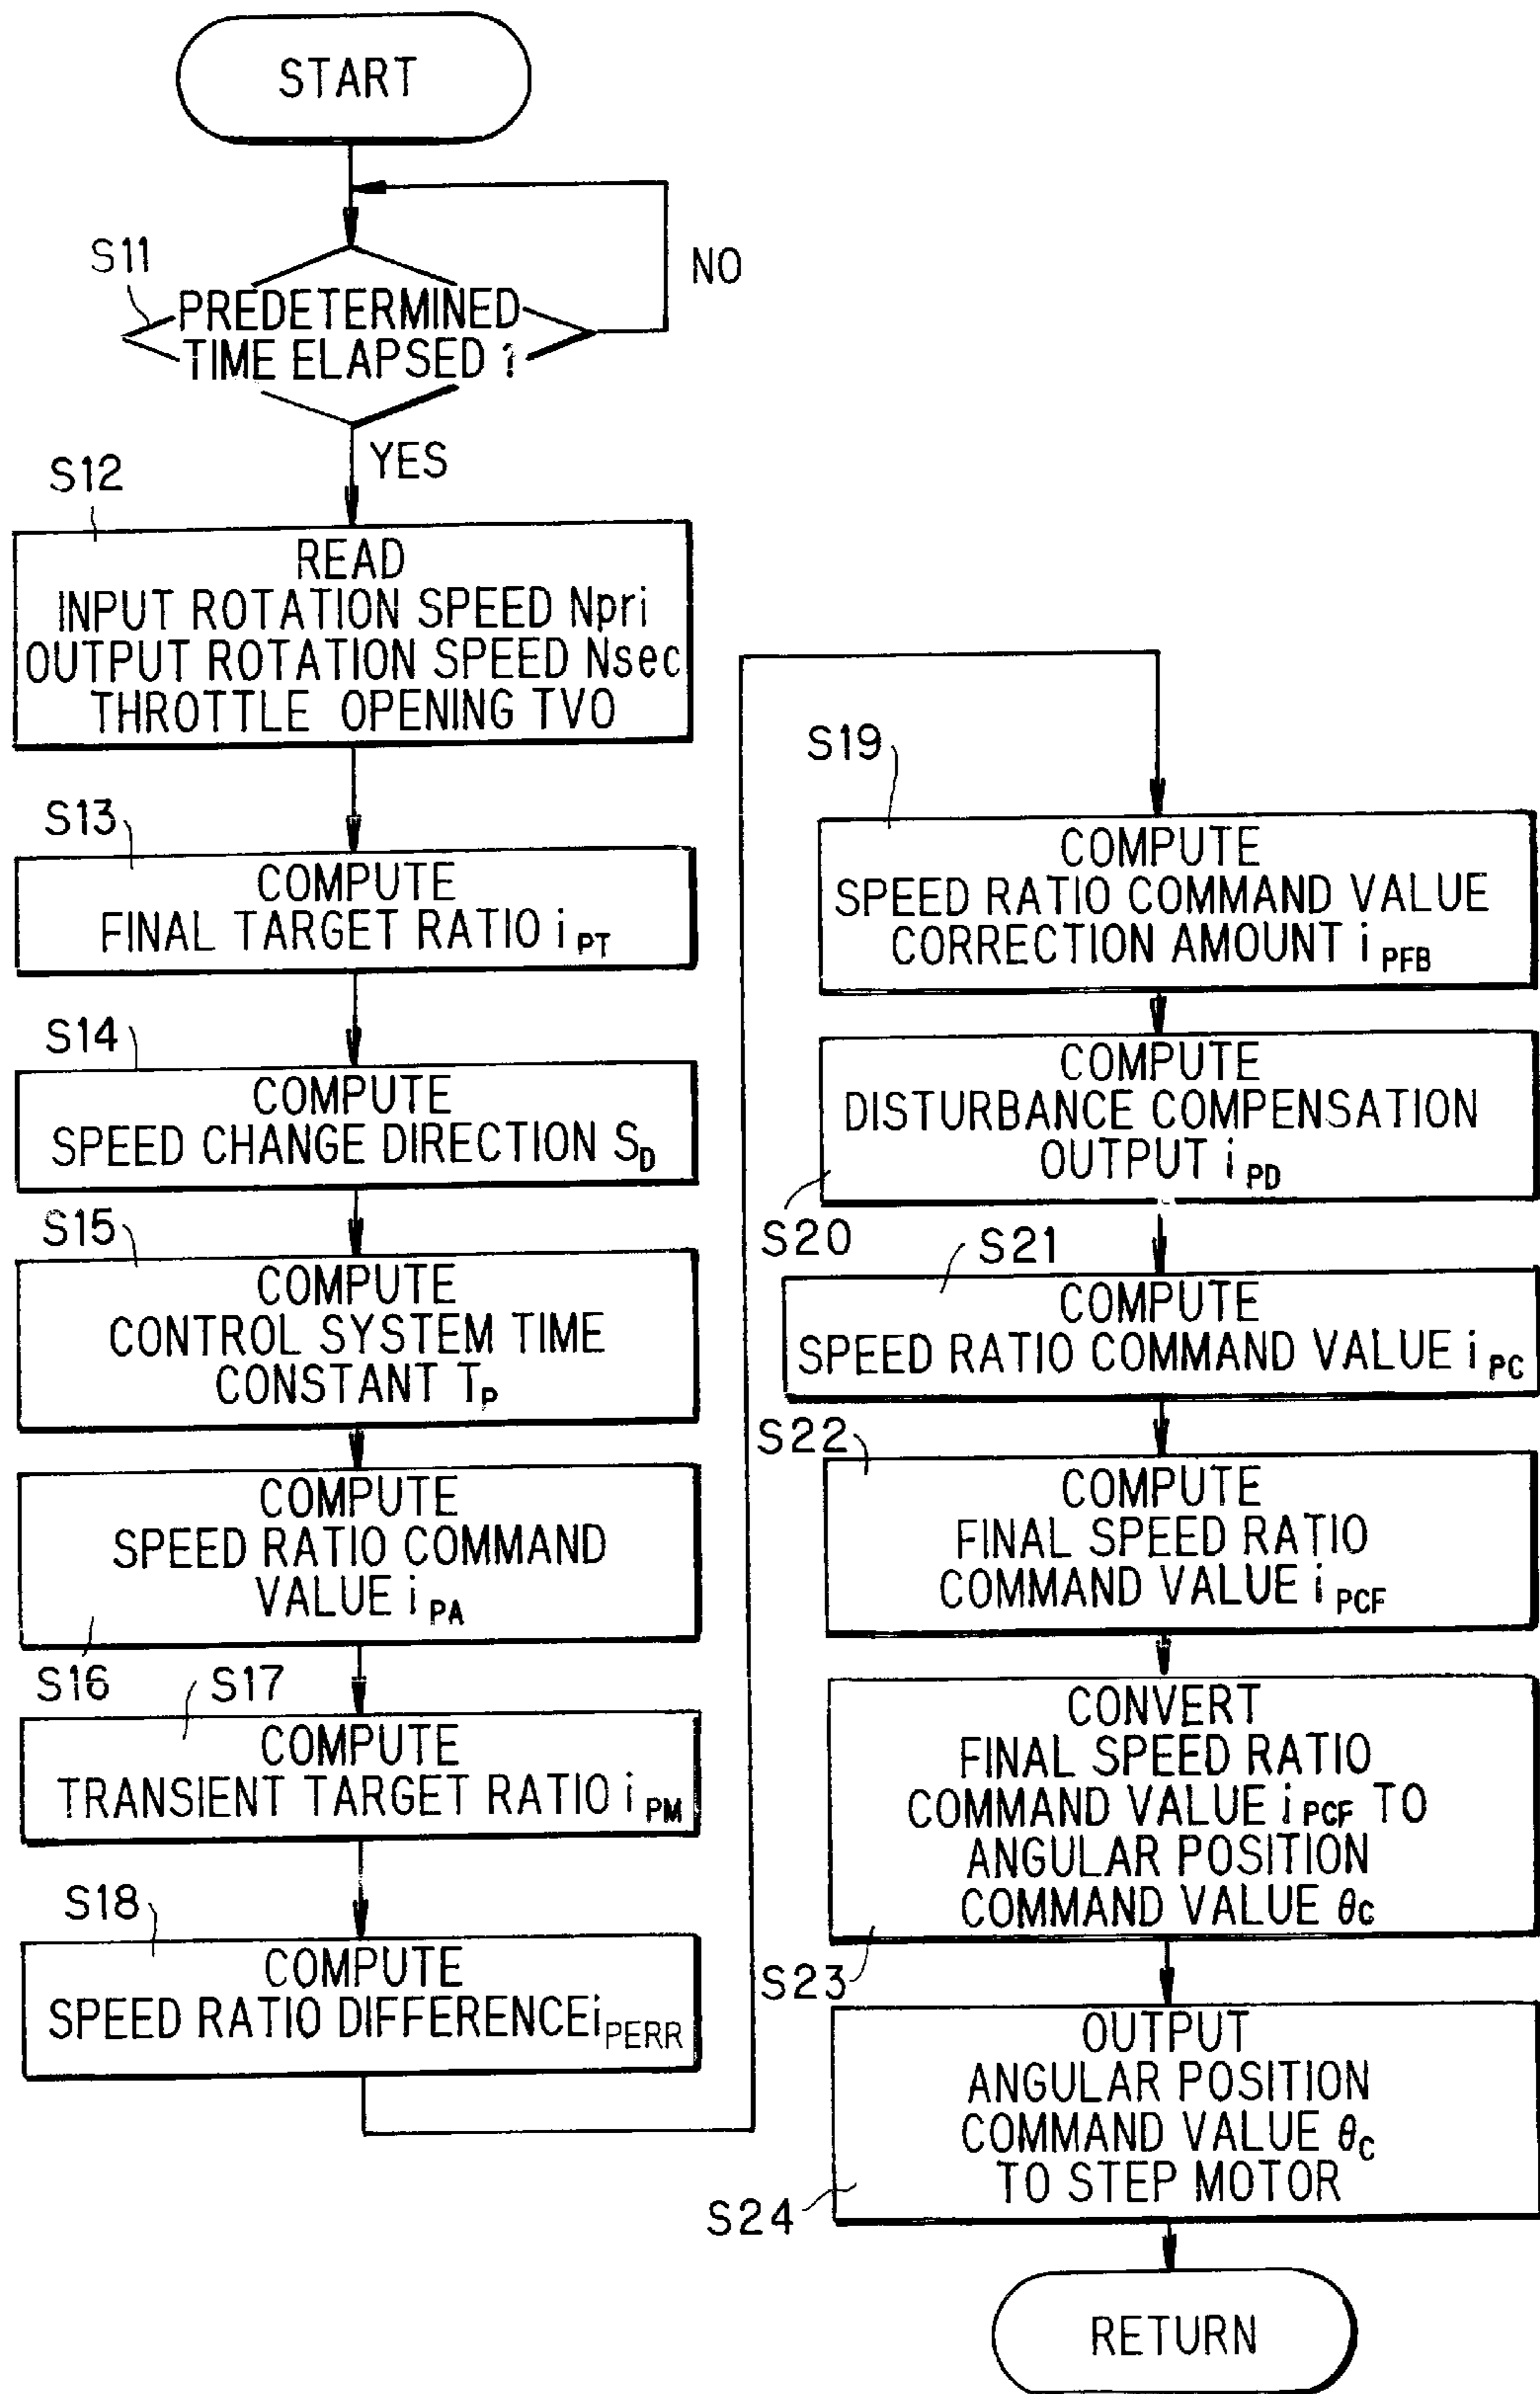 START
S11
PREDETERMINED
TIME ELAPSED ?
NO
YES
S12
READ
INPUT ROTATION SPEED Npri
OUTPUT ROTATION SPEED Nsec
THROTTLE OPENING TVO
S13
COMPUTE
FINAL TARGET RATIO iPT
S14
COMPUTE
SPEED CHANGE DIRECTION SD
S15
COMPUTE
CONTROL SYSTEM TIME
CONSTANT TP
COMPUTE
SPEED RATIO COMMAND
VALUE iPA
S16
S17
COMPUTE
TRANSIENT TARGET RATIO iPM
S18
COMPUTE
SPEED RATIO DIFFERENCEiPERR
S19
COMPUTE
SPEED RATIO COMMAND VALUE
CORRECTION AMOUNT iPFB
COMPUTE
DISTURBANCE COMPENSATION
OUTPUT iPD
S20
S21
COMPUTE
SPEED RATIO COMMAND VALUE iPC
S22
COMPUTE
FINAL SPEED RATIO
COMMAND VALUE iPCF
CONVERT
FINAL SPEED RATIO
COMMAND VALUE iPCF TO
ANGULAR POSITION
COMMAND VALUE θC
S23
OUTPUT
ANGULAR POSITION
COMMAND VALUE θC
TO STEP MOTOR
S24
RETURN